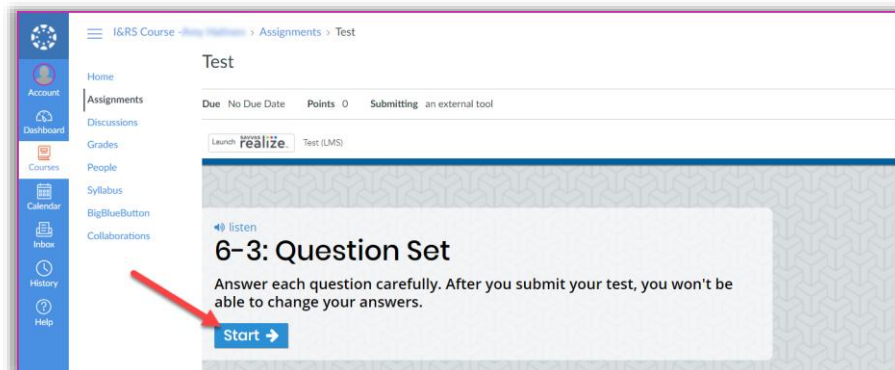 I&RS Course - > Assignments > Test
Account
Dashboard
Courses
Calendar
Inbox
History
Help
Home
Assignments
Discussions
Grades
People
Syllabus
BigBlueButton
Collaborations
Test
Due No Due Date Points 0 Submitting an external tool
Launch SAVVAS realize. Test (LMS)
listen
6-3: Question Set
Answer each question carefully. After you submit your test, you won't be
able to change your answers.
Start →